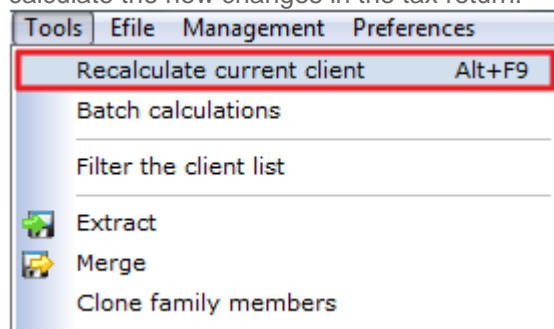 calculate the new changes in the tax return.
Tools Efile Management Preferences
Recalculate current client Alt+F9
Batch calculations
Filter the client list
Extract
Merge
Clone family members